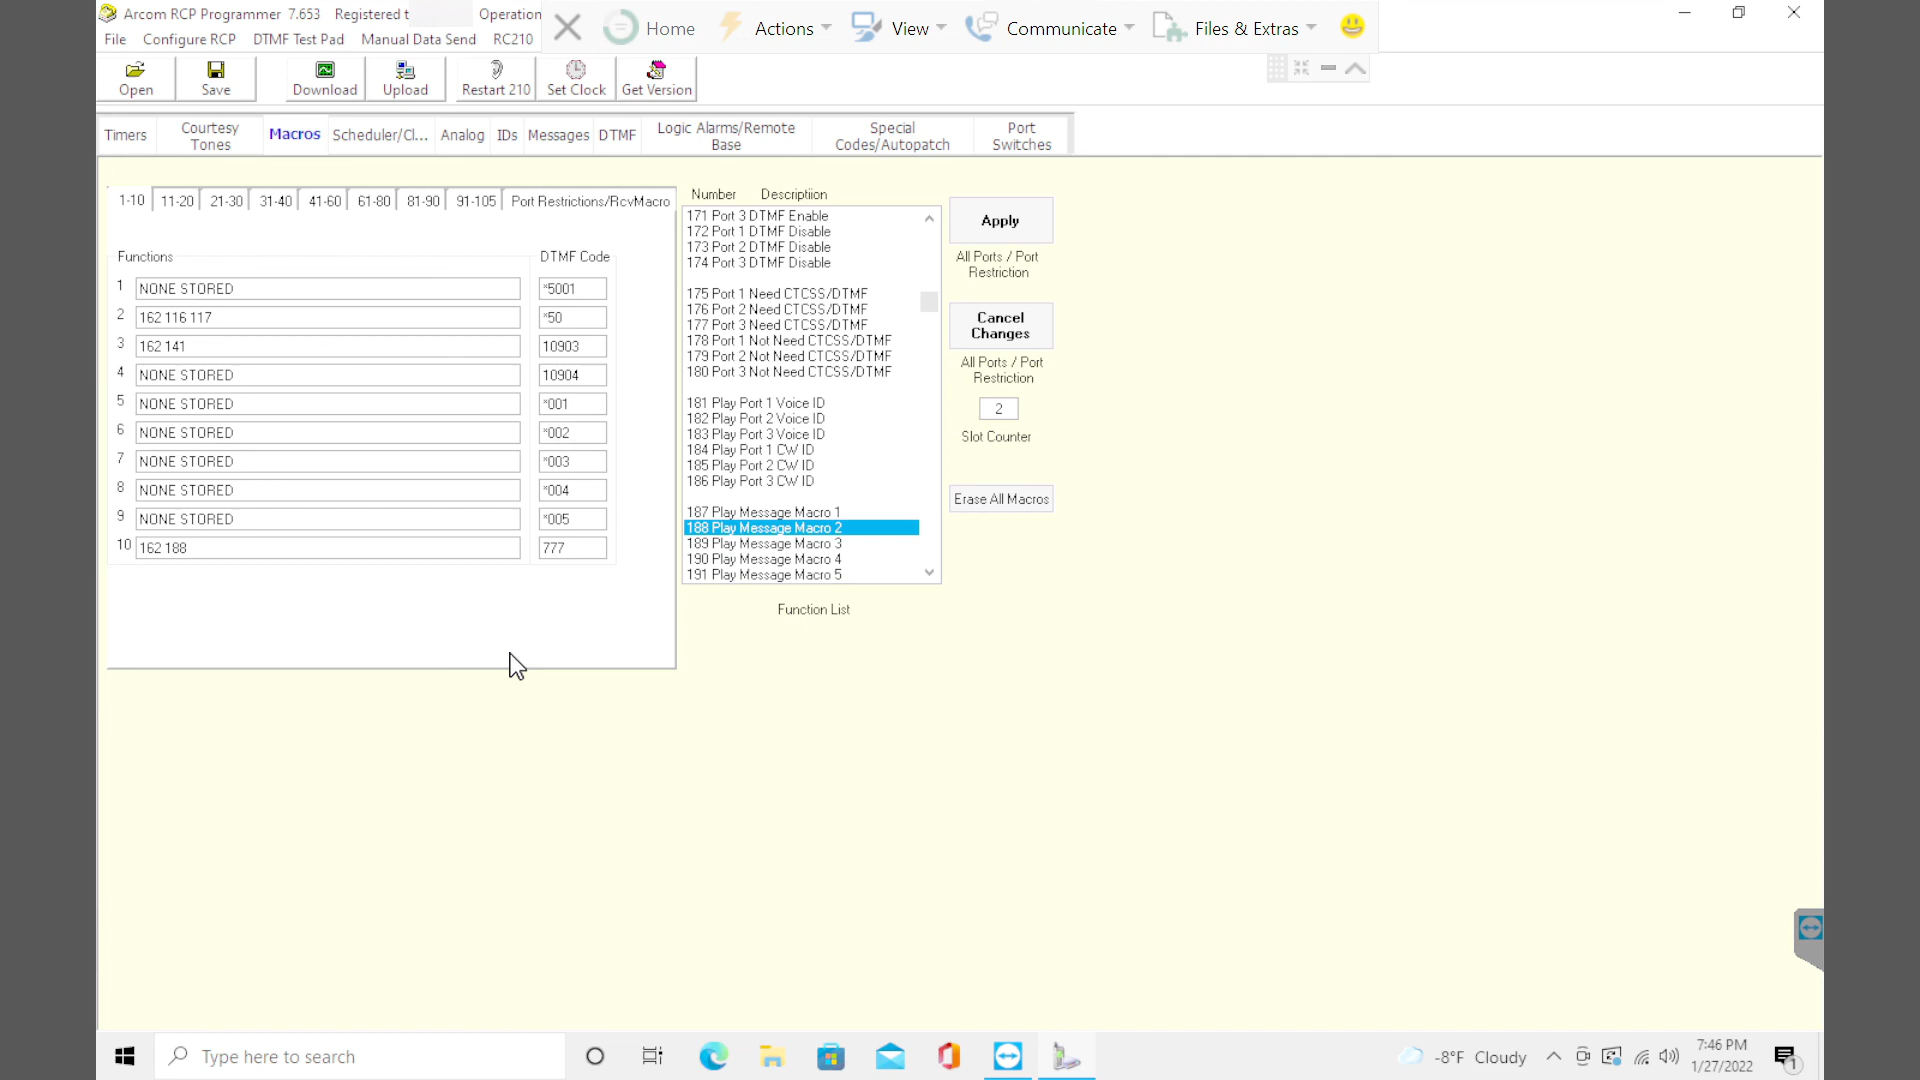 Arcom RCP Programmer 7.653 Registered t Operation
File Configure RCP DTMF Test Pad Manual Data Send RC210
Home Actions View Communicate Files & Extras
Open Save Download Upload Restart 210 Set Clock Get Version
Timers Courtesy Tones Macros Scheduler/Cl... Analog IDs Messages DTMF Logic Alarms/Remote Base Special Codes/Autopatch Port Switches
1-10 11-20 21-30 31-40 41-60 61-80 81-90 91-105 Port Restrictions/RcvMacro
Functions DTMF Code
1 NONE STORED *5001
2 162 116 117 *50
3 162 141 10903
4 NONE STORED 10904
5 NONE STORED *001
6 NONE STORED *002
7 NONE STORED *003
8 NONE STORED *004
9 NONE STORED *005
10 162 188 777
Number Descriptiion
171 Port 3 DTMF Enable
172 Port 1 DTMF Disable
173 Port 2 DTMF Disable
174 Port 3 DTMF Disable
175 Port 1 Need CTCSS/DTMF
176 Port 2 Need CTCSS/DTMF
177 Port 3 Need CTCSS/DTMF
178 Port 1 Not Need CTCSS/DTMF
179 Port 2 Not Need CTCSS/DTMF
180 Port 3 Not Need CTCSS/DTMF
181 Play Port 1 Voice ID
182 Play Port 2 Voice ID
183 Play Port 3 Voice ID
184 Play Port 1 CW ID
185 Play Port 2 CW ID
186 Play Port 3 CW ID
187 Play Message Macro 1
188 Play Message Macro 2
189 Play Message Macro 3
190 Play Message Macro 4
191 Play Message Macro 5
Function List
Apply
All Ports / Port
Restriction
Cancel
Changes
All Ports / Port
Restriction
2
Slot Counter
Erase All Macros
Type here to search
-8°F Cloudy
7:46 PM
1/27/2022
1